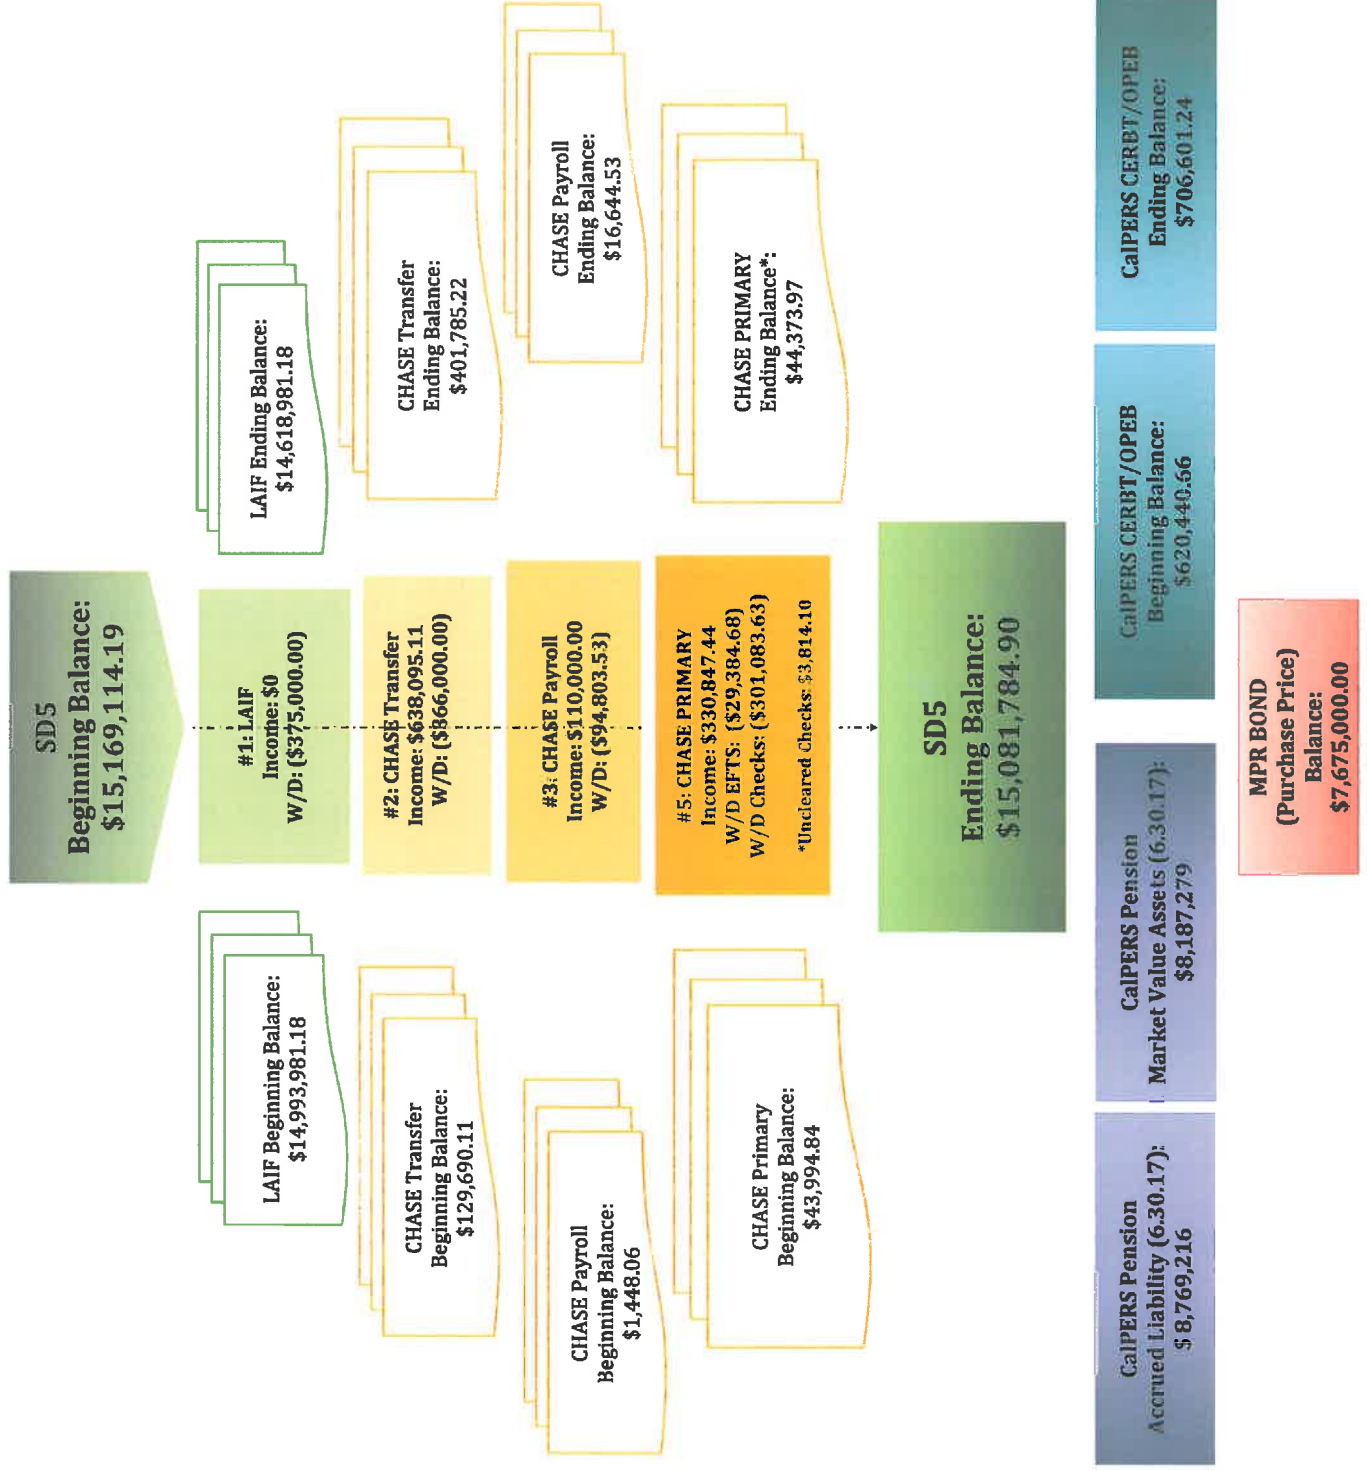 SD5
Beginning Balance:
$15,169,114.19
LAIF Beginning Balance:
$14,993,981.18
#1: LAIF
Income: $0
W/D: ($375,000.00)
LAIF Ending Balance:
$14,618,981.18
CHASE Transfer
Beginning Balance:
$129,690.11
#2: CHASE Transfer
Income: $638,095.11
W/D: ($366,000.00)
CHASE Transfer
Ending Balance:
$401,785.22
CHASE Payroll
Beginning Balance:
$1,448.06
#3: CHASE Payroll
Income: $110,000.00
W/D: ($94,803.53)
CHASE Payroll
Ending Balance:
$16,644.53
CHASE Primary
Beginning Balance:
$43,994.84
#5: CHASE PRIMARY
Income: $330,847.44
W/D EFTS: ($29,384.68)
W/D Checks: ($301,083.63)
*Uncleared Checks: $3,814.10
CHASE PRIMARY
Ending Balance*:
$44,373.97
SD5
Ending Balance:
$15,081,784.90
CalPERS Pension
Accrued Liability (6.30.17):
$ 8,769,216
CalPERS Pension
Market Value Assets (6.30.17):
$8,187,279
CalPERS CERBT/OPEB
Beginning Balance:
$620,440.66
CalPERS CERBT/OPEB
Ending Balance:
$706,601.24
MPR BOND
(Purchase Price)
Balance:
$7,675,000.00